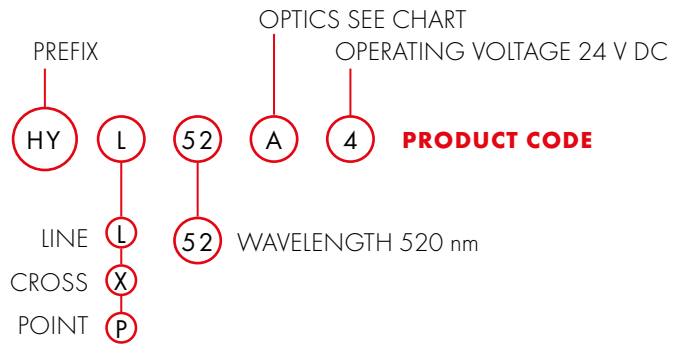 OPTICS SEE CHART
PREFIX
OPERATING VOLTAGE 24 V DC
HY L 52 A 4 PRODUCT CODE
LINE L
52 WAVELENGTH 520 nm
CROSS X
POINT P